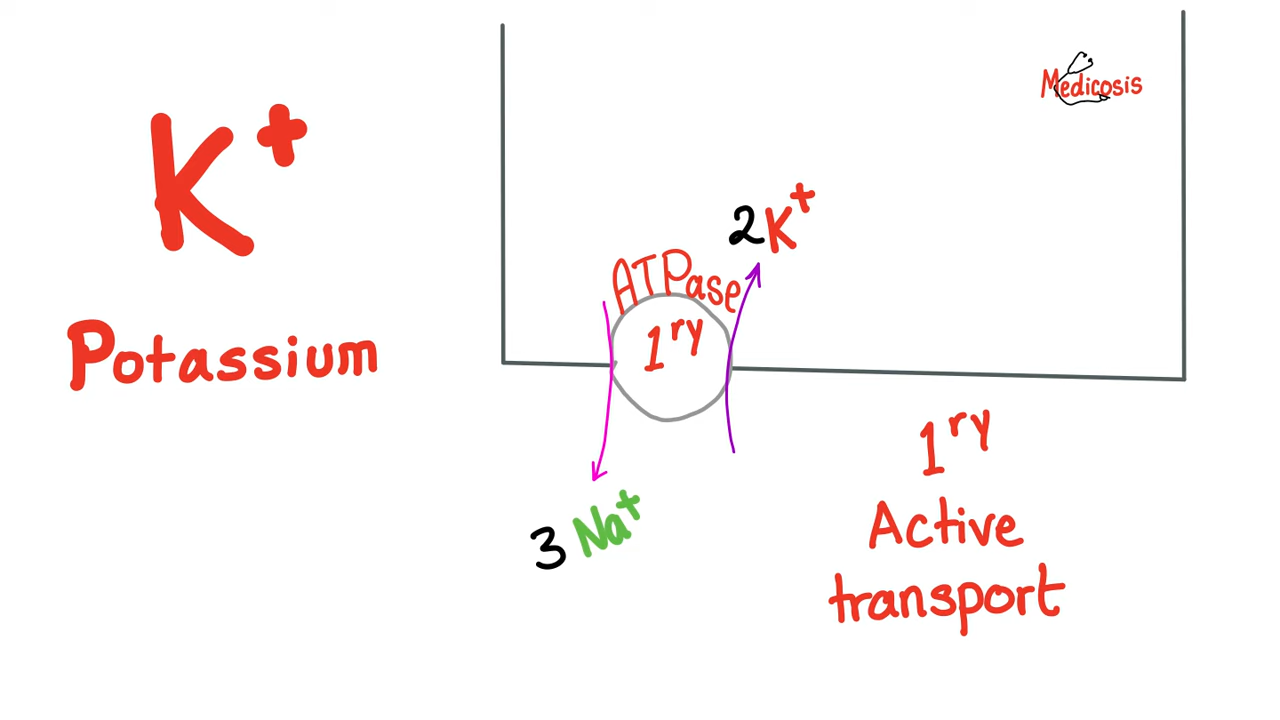 K+
Potassium
Medicosis
2K+
ATPase
1ry
3 Na+
1ry
Active
transport